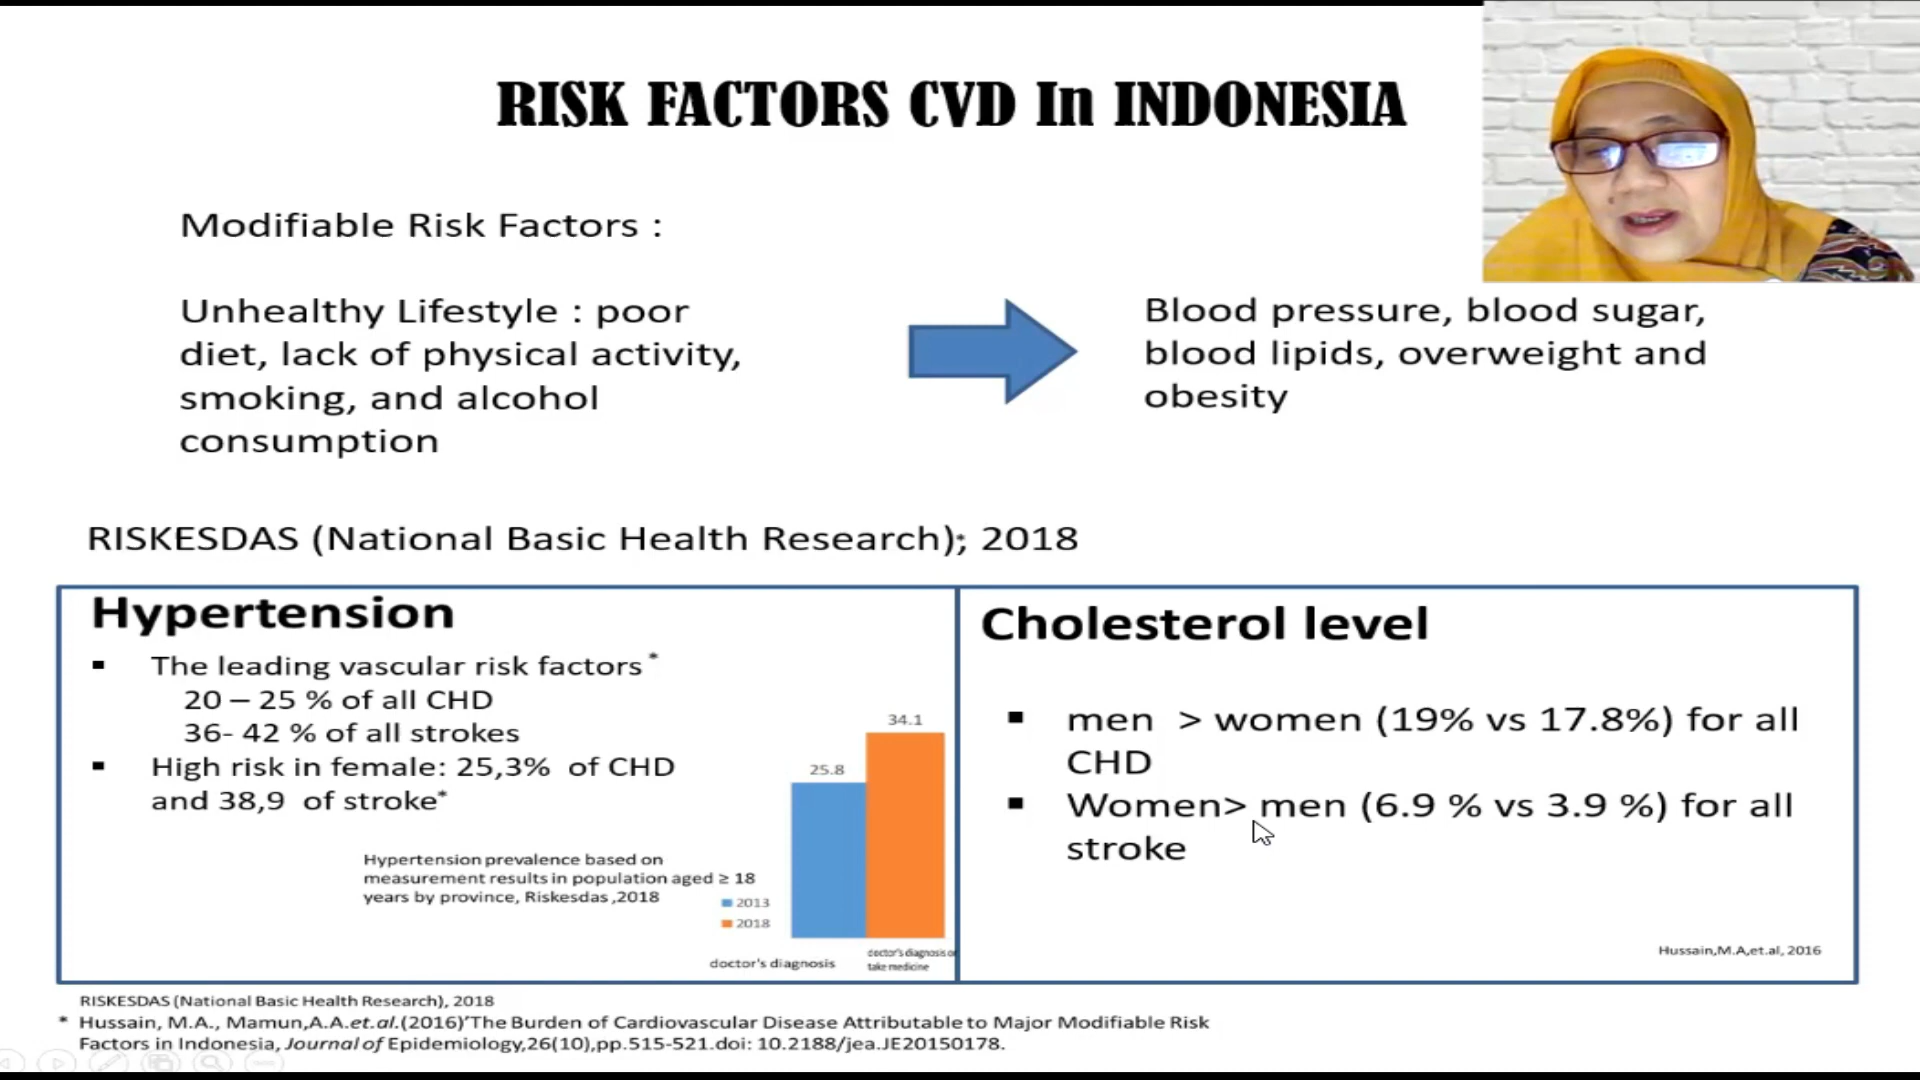 RISK FACTORS CVD In INDONESIA
Modifiable Risk Factors :
Unhealthy Lifestyle : poor
diet, lack of physical activity,
smoking, and alcohol
consumption
Blood pressure, blood sugar,
blood lipids, overweight and
obesity
RISKESDAS (National Basic Health Research); 2018
Hypertension
▪ The leading vascular risk factors *
20 – 25 % of all CHD
36- 42 % of all strokes
▪ High risk in female: 25,3% of CHD
and 38,9 of stroke*
Hypertension prevalence based on
measurement results in population aged ≥ 18
years by province, Riskesdas ,2018
2013
2018
25.8
34.1
doctor's diagnosis
doctor's diagnosis or
take medicine
Cholesterol level
▪ men > women (19% vs 17.8%) for all
CHD
▪ Women> men (6.9 % vs 3.9 %) for all
stroke
Hussain,M.A,et.al, 2016
RISKESDAS (National Basic Health Research), 2018
* Hussain, M.A., Mamun,A.A.et.al.(2016)'The Burden of Cardiovascular Disease Attributable to Major Modifiable Risk
Factors in Indonesia, Journal of Epidemiology,26(10),pp.515-521.doi: 10.2188/jea.JE20150178.